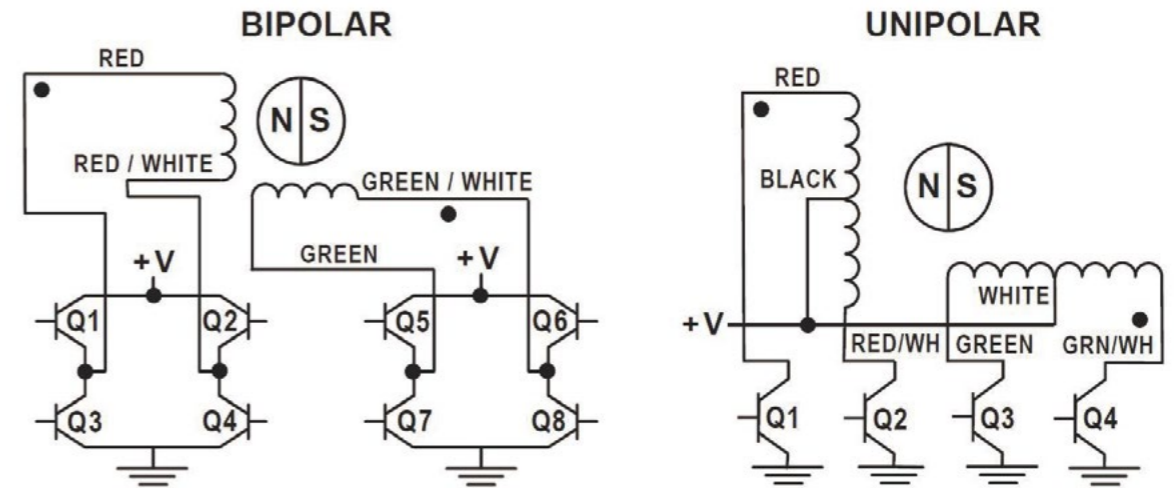 BIPOLAR
RED
N S
RED / WHITE
GREEN / WHITE
GREEN
+V
+V
Q1
Q2
Q5
Q6
Q3
Q4
Q7
Q8
UNIPOLAR
RED
BLACK
N S
WHITE
+V
RED/WH
GREEN
GRN/WH
Q1
Q2
Q3
Q4